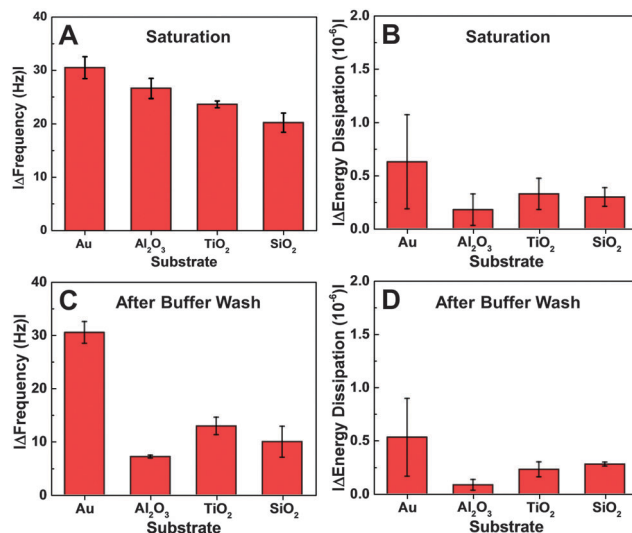 A
Saturation
|ΔFrequency (Hz)|
40
30
20
10
0
Au
Al₂O₃
TiO₂
SiO₂
Substrate
B
Saturation
|ΔEnergy Dissipation (10⁻⁶)|
2.0
1.5
1.0
0.5
0.0
Au
Al₂O₃
TiO₂
SiO₂
Substrate
C
After Buffer Wash
|ΔFrequency (Hz)|
40
30
20
10
0
Au
Al₂O₃
TiO₂
SiO₂
Substrate
D
After Buffer Wash
|ΔEnergy Dissipation (10⁻⁶)|
2.0
1.5
1.0
0.5
0.0
Au
Al₂O₃
TiO₂
SiO₂
Substrate